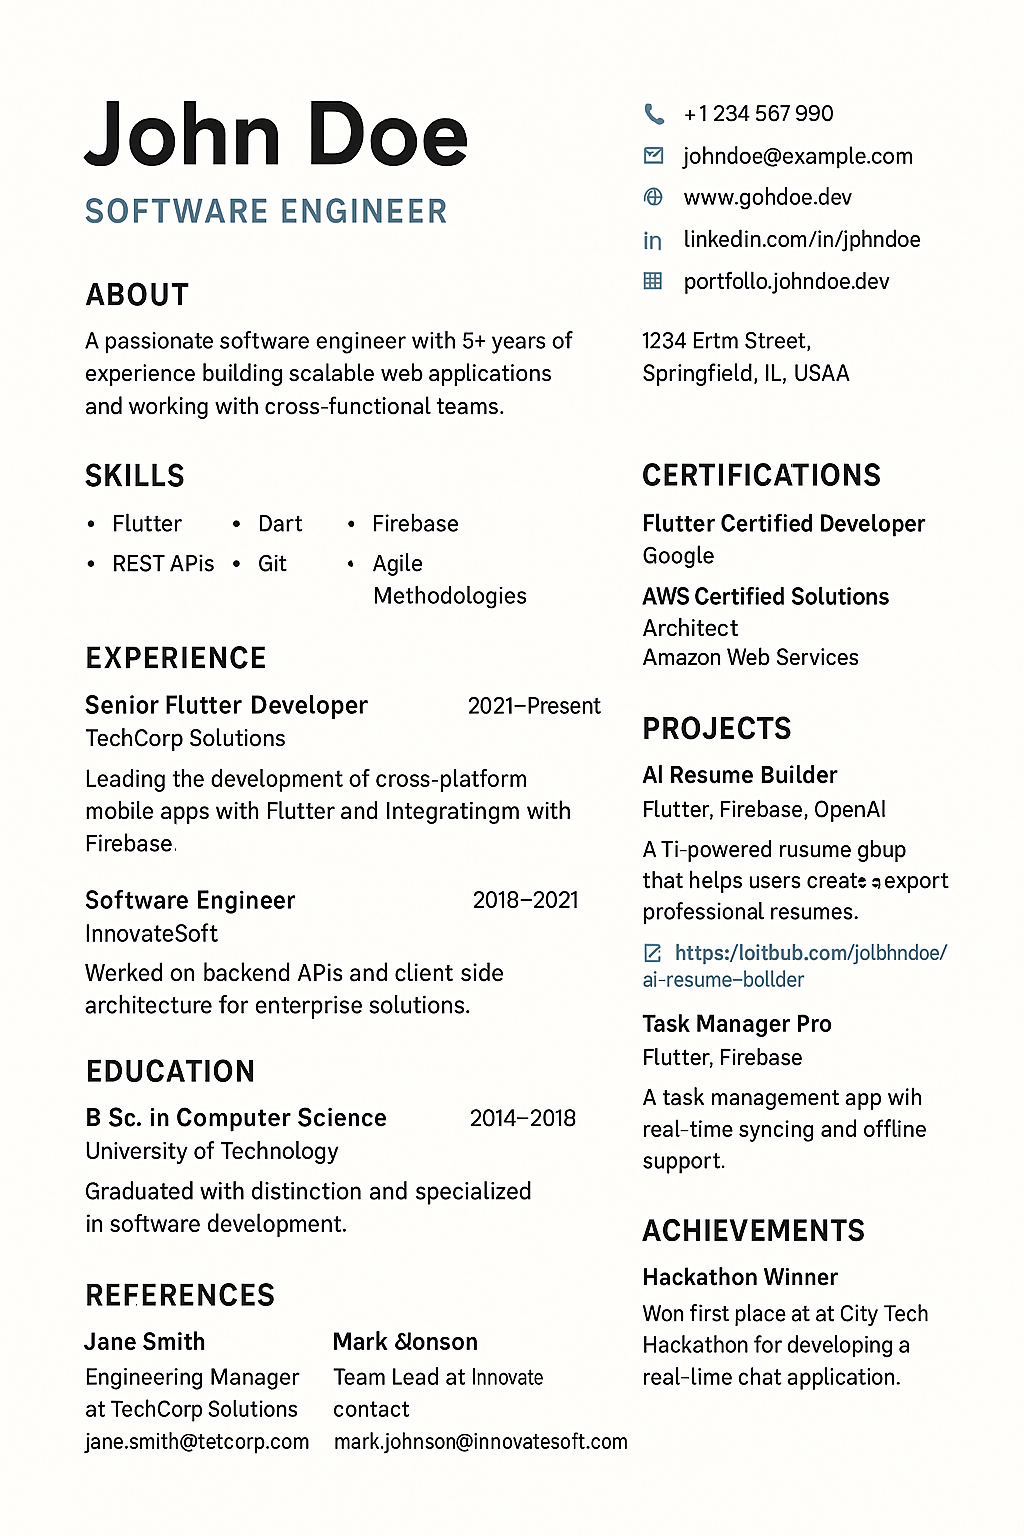 John Doe
SOFTWARE ENGINEER
+1 234 567 990
johndoe@example.com
www.gohdoe.dev
linkedin.com/in/jphndoe
portfollo.johndoe.dev
1234 Ertm Street,
Springfield, IL, USAA
ABOUT
A passionate software engineer with 5+ years of
experience building scalable web applications
and working with cross-functional teams.
SKILLS
• Flutter • Dart • Firebase
• REST APis • Git • Agile
Methodologies
EXPERIENCE
Senior Flutter Developer 2021–Present
TechCorp Solutions
Leading the development of cross-platform
mobile apps with Flutter and Integratingm with
Firebase.
Software Engineer 2018–2021
InnovateSoft
Werked on backend APis and client side
architecture for enterprise solutions.
EDUCATION
B Sc. in Computer Science 2014–2018
University of Technology
Graduated with distinction and specialized
in software development.
REFERENCES
Jane Smith
Engineering Manager
at TechCorp Solutions
jane.smith@tetcorp.com
Mark
Team Lead at Innovate
contact
mark.johnson@innovatesoft.com
CERTIFICATIONS
Flutter Certified Developer
Google
AWS Certified Solutions
Architect
Amazon Web Services
PROJECTS
AI Resume Builder
Flutter, Firebase, OpenAI
A Ti-powered rusume gbup
that helps users export
professional resumes.
https:/loitbub.com/jolbhndoe/
ai-resume–bollder
Task Manager Pro
Flutter, Firebase
A task management app wih
real-time syncing and offline
support.
ACHIEVEMENTS
Hackathon Winner
Won first place at at City Tech
Hackathon for developing a
real-lime chat application.